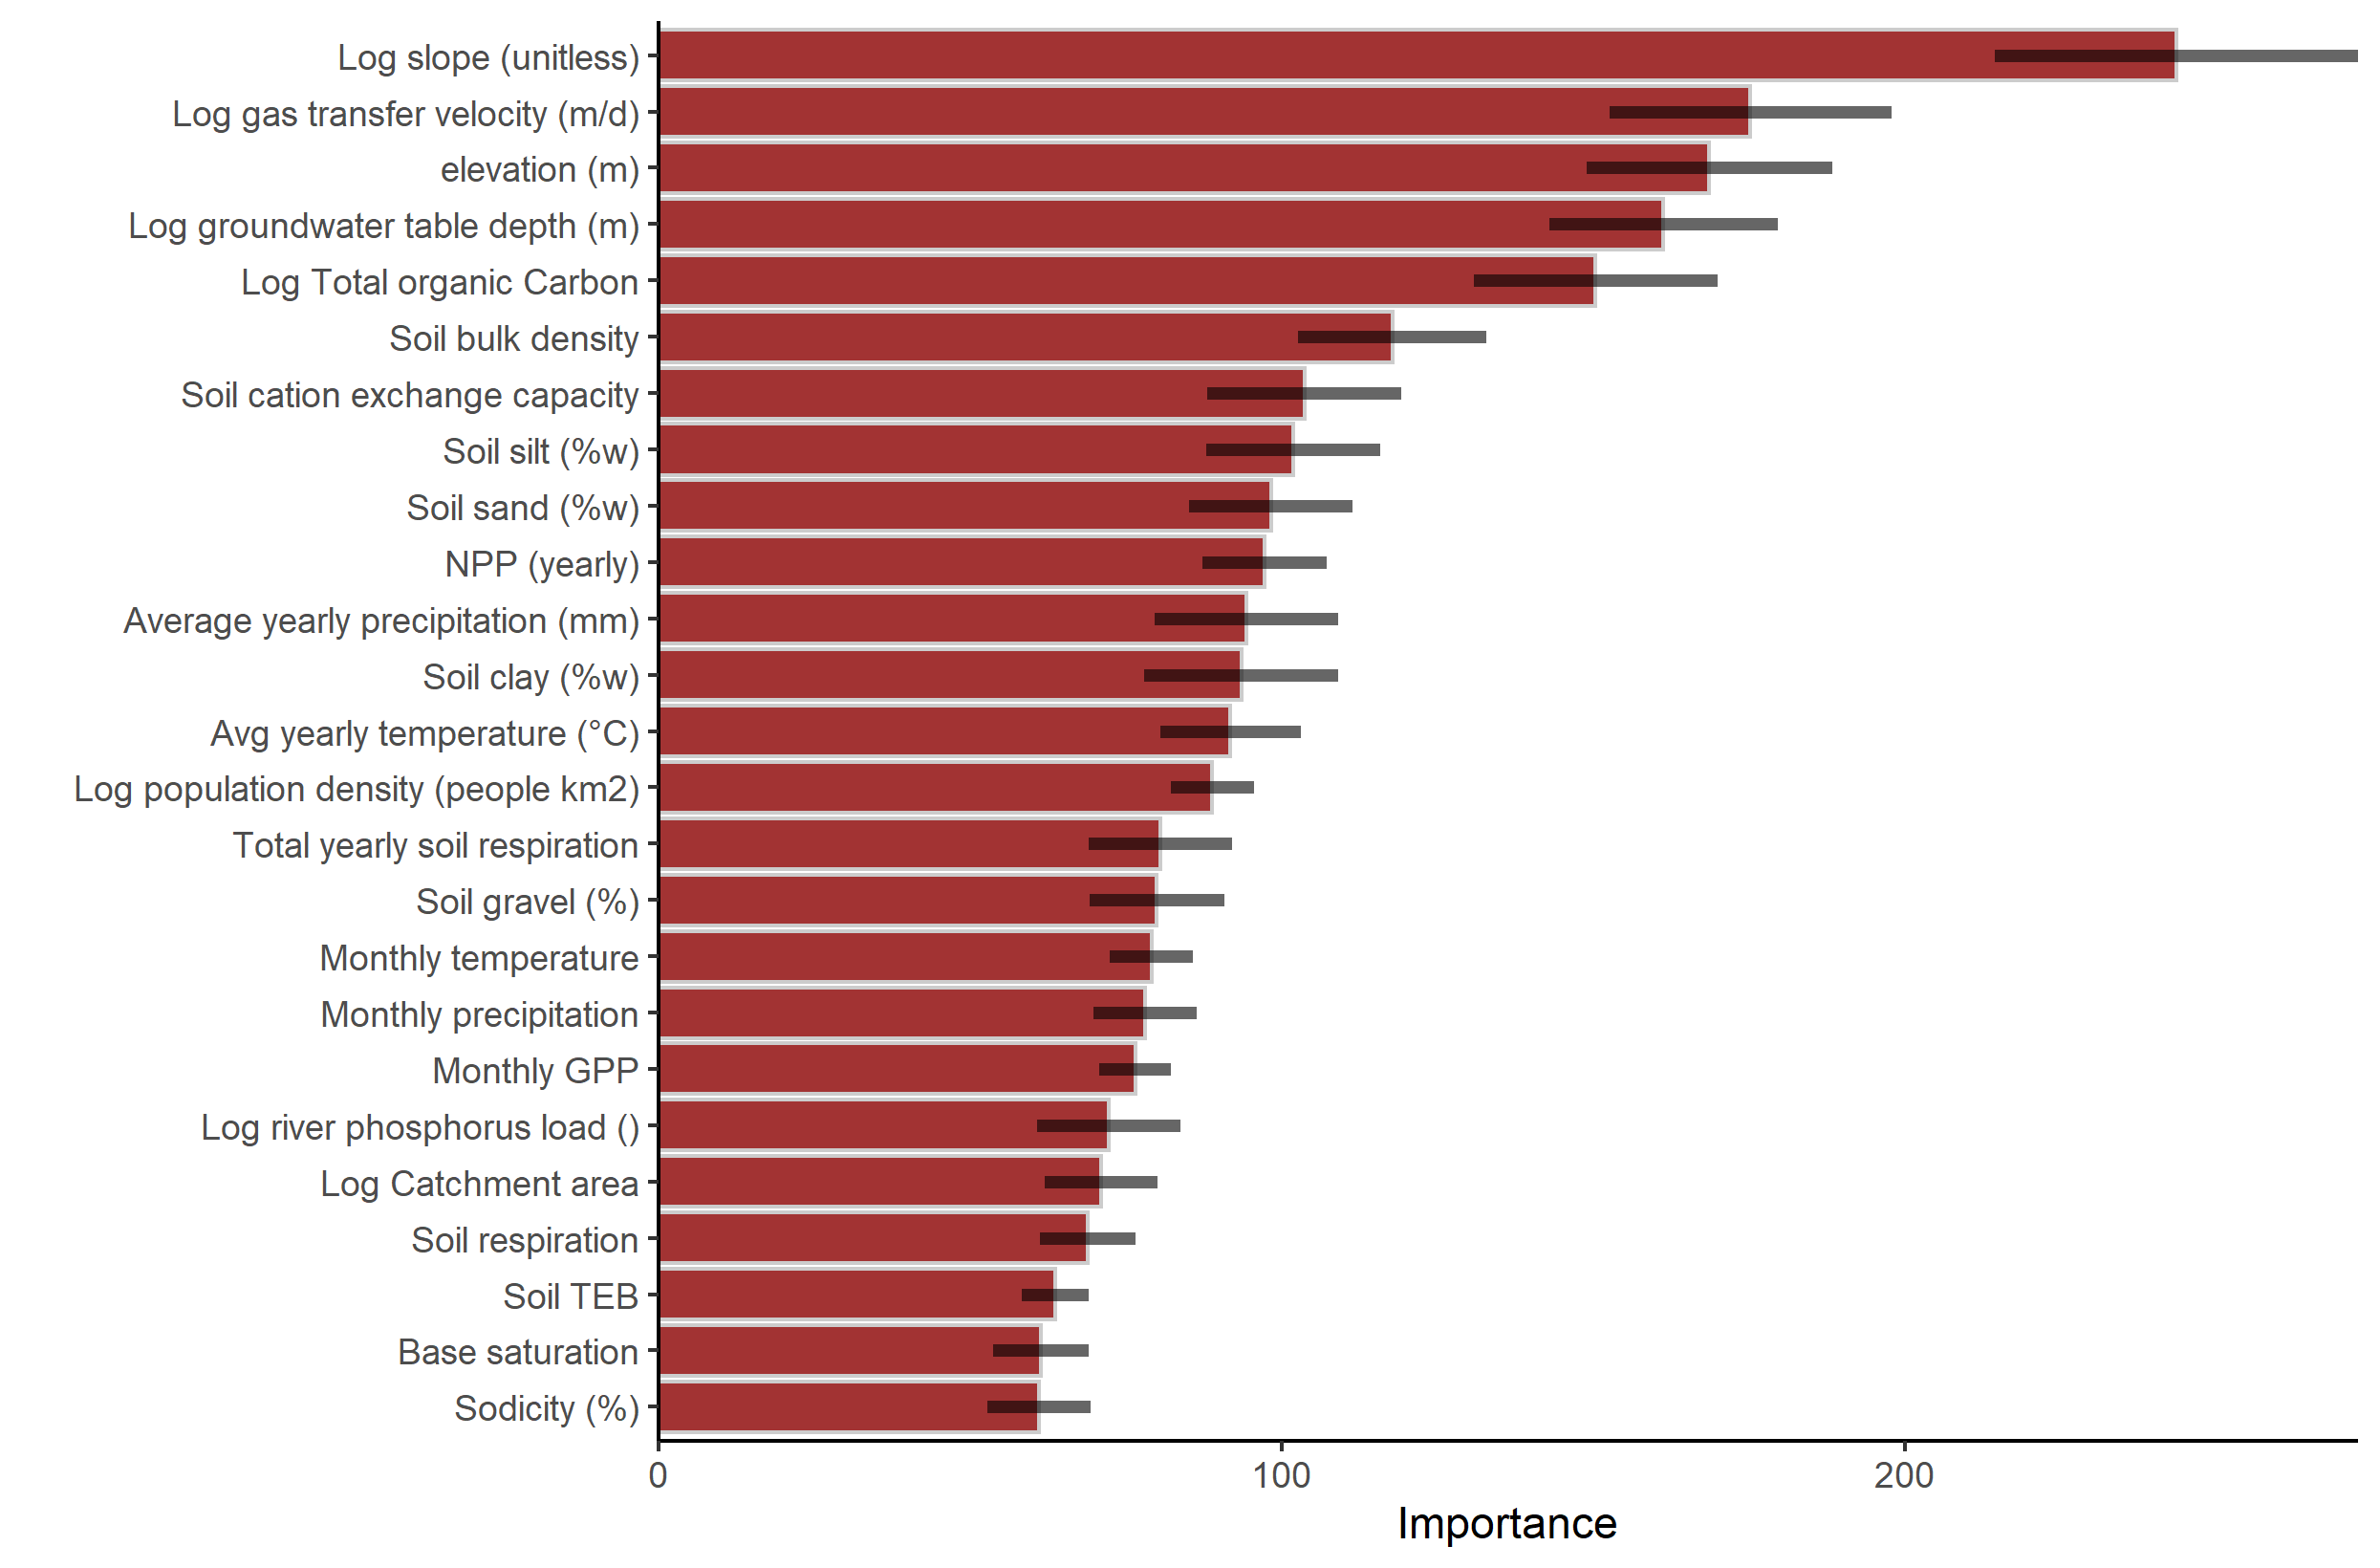 Log slope (unitless)
Log gas transfer velocity (m/d)
elevation (m)
Log groundwater table depth (m)
Log Total organic Carbon
Soil bulk density
Soil cation exchange capacity
Soil silt (%w)
Soil sand (%w)
NPP (yearly)
Average yearly precipitation (mm)
Soil clay (%w)
Avg yearly temperature (°C)
Log population density (people km2)
Total yearly soil respiration
Soil gravel (%)
Monthly temperature
Monthly precipitation
Monthly GPP
Log river phosphorus load ()
Log Catchment area
Soil respiration
Soil TEB
Base saturation
Sodicity (%)
0 100 200
Importance